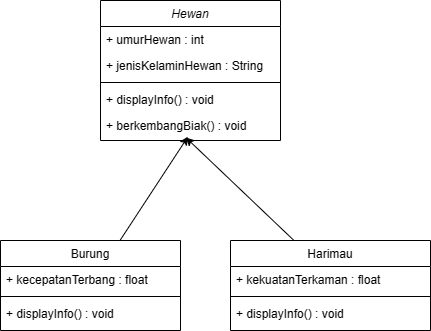 Hewan
+ umurHewan : int
+ jenisKelaminHewan : String
+ displayInfo() : void
+ berkembangBiak() : void
Burung
+ kecepatanTerbang : float
+ displayInfo() : void
Harimau
+ kekuatanTerkaman : float
+ displayInfo() : void